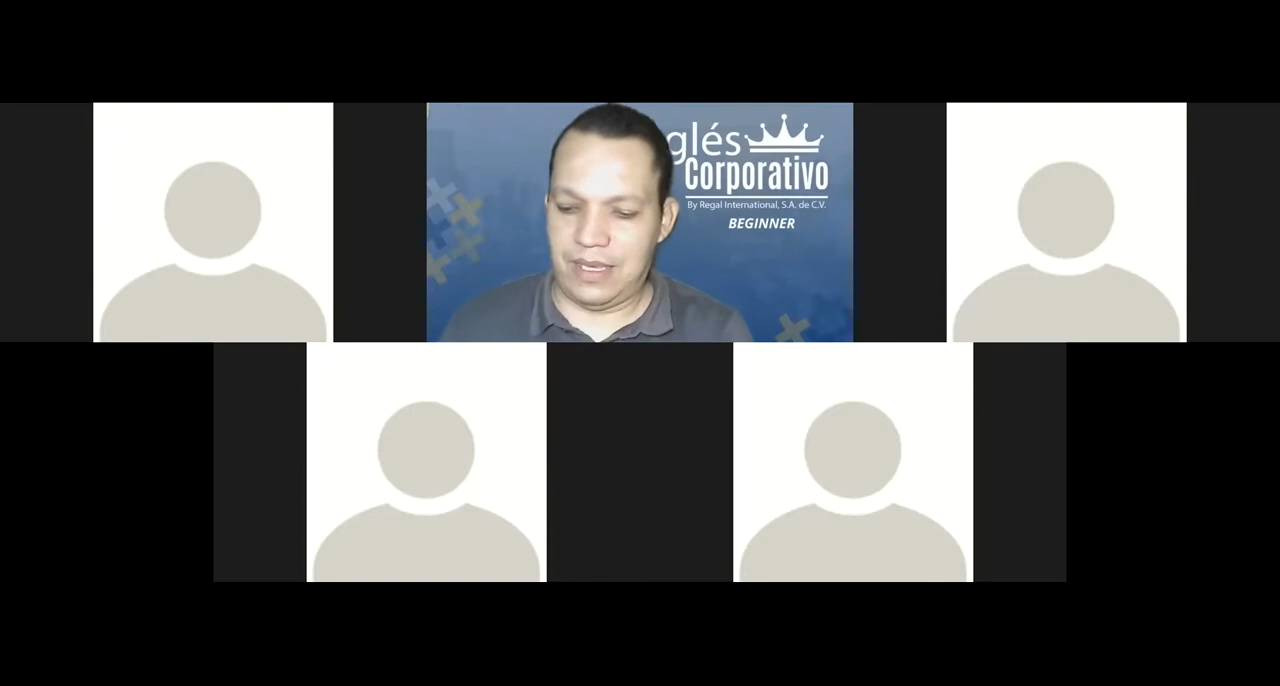 glés
Corporativo
By Regal International, S.A. de C.V.
BEGINNER